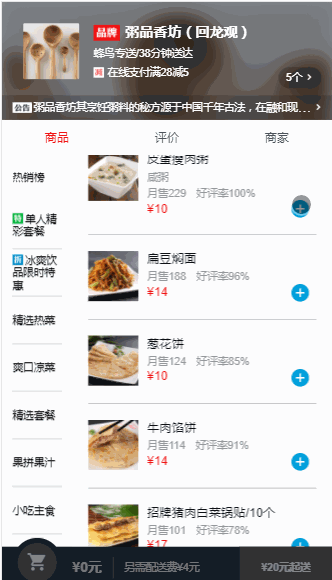 品牌 粥品香坊（回龙观）
蜂鸟专送/38分钟送达
减 在线支付满28减5
5个 >
公告 粥品香坊其烹饪粥料的秘方源于中国千年古法，在融和现... >
商品 评价 商家
热销榜
特 单人精
彩套餐
折 冰爽饮
品限时特
惠
精选热菜
爽口凉菜
精选套餐
果拼果汁
小吃主食
皮蛋瘦肉粥
咸粥
月售229 好评率100%
¥10
扁豆焖面
月售188 好评率96%
¥14
葱花饼
月售124 好评率85%
¥10
牛肉馅饼
月售114 好评率91%
¥14
招牌猪肉白菜锅贴/10个
月售101 好评率78%
¥17
¥0元 另需配送费¥4元 ¥20元起送